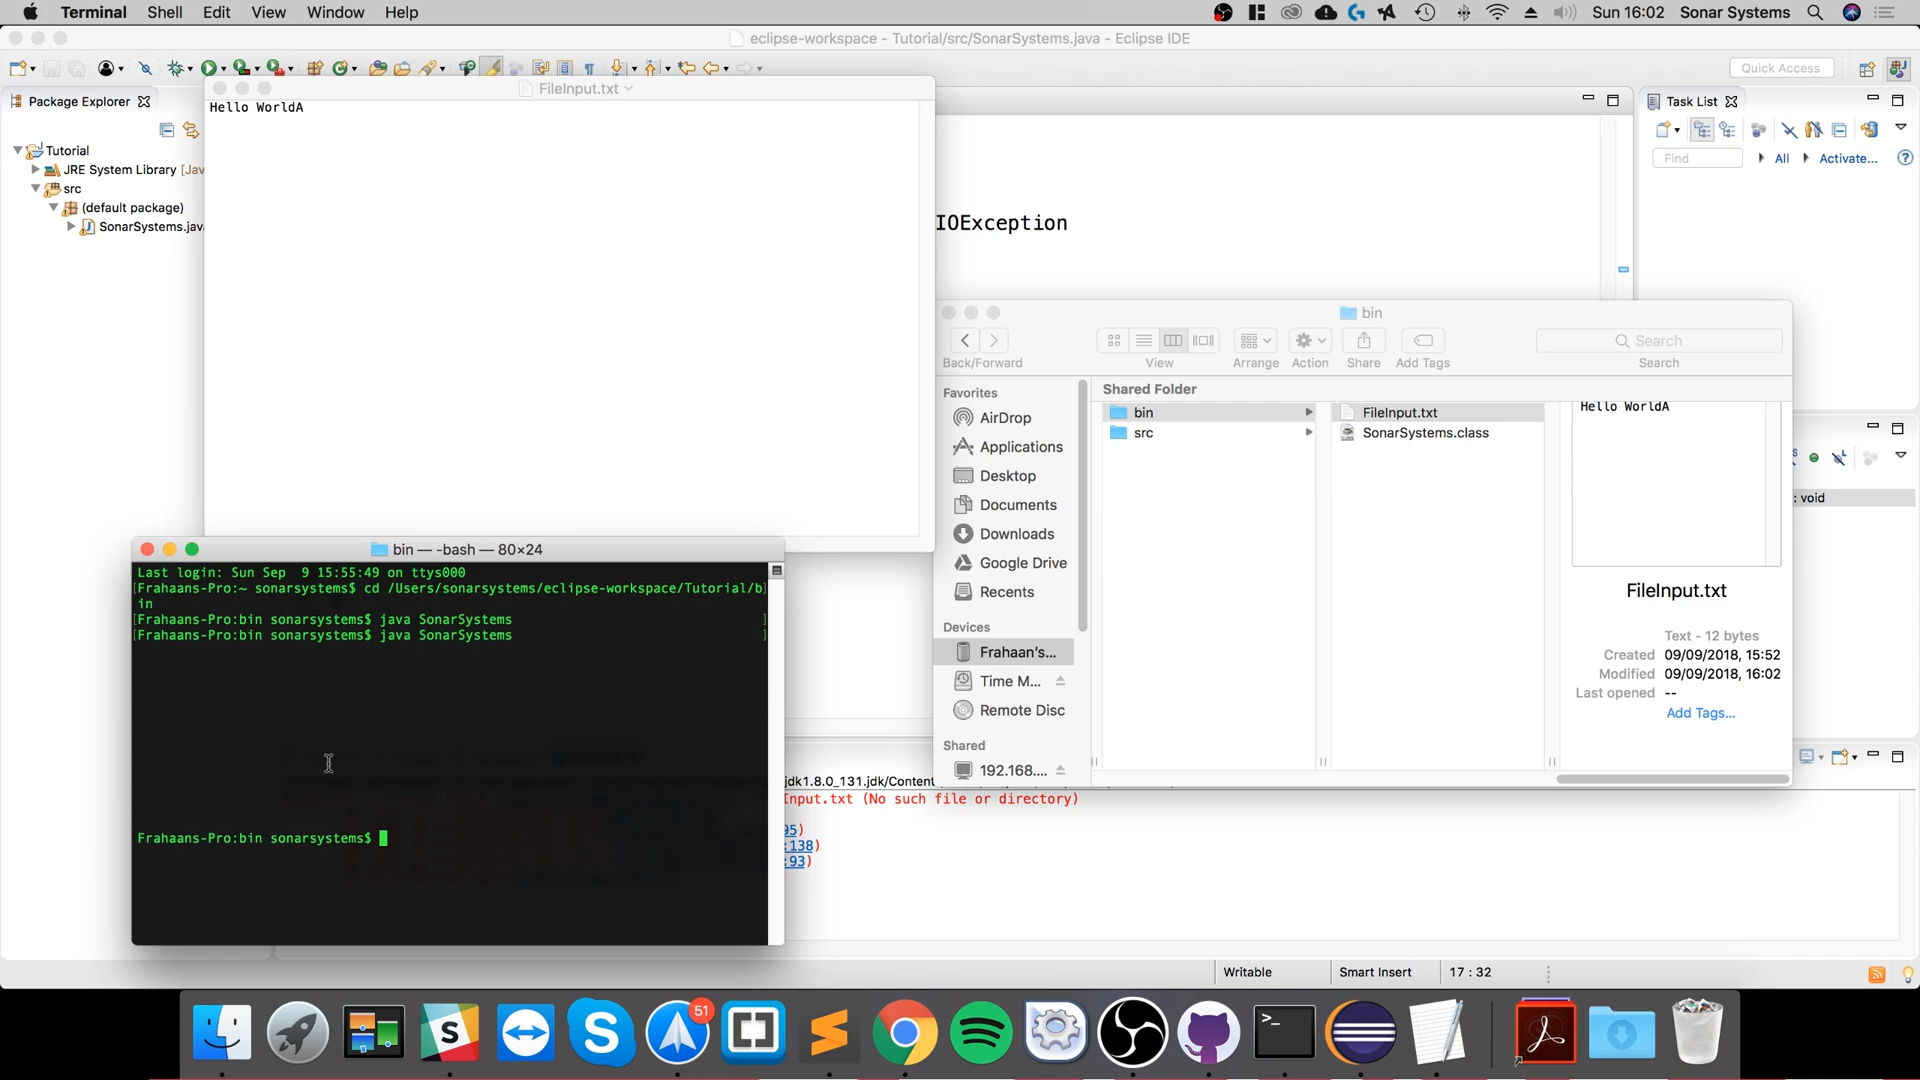 Terminal Shell Edit View Window Help
Sun 16:02 Sonar Systems
eclipse-workspace - Tutorial/src/SonarSystems.java - Eclipse IDE
Quick Access
Package Explorer
Tutorial
JRE System Library [Jav
src
(default package)
SonarSystems.jav
FileInput.txt
Hello WorldA
IOException
Task List
Find
All
Activate...
bin
Back/Forward
View
Arrange
Action
Share
Add Tags
Search
Search
Favorites
AirDrop
Applications
Desktop
Documents
Downloads
Google Drive
Recents
Devices
Frahaan's...
Time M...
Remote Disc
Shared
192.168....
Shared Folder
bin
src
FileInput.txt
SonarSystems.class
Hello WorldA
FileInput.txt
Text - 12 bytes
Created 09/09/2018, 15:52
Modified 09/09/2018, 16:02
Last opened --
Add Tags...
: void
bin — -bash — 80×24
Last login: Sun Sep 9 15:55:49 on ttys000
[Frahaans-Pro:~ sonarsystems$ cd /Users/sonarsystems/eclipse-workspace/Tutorial/b]
in
[Frahaans-Pro:bin sonarsystems$ java SonarSystems ]
[Frahaans-Pro:bin sonarsystems$ java SonarSystems ]
Frahaans-Pro:bin sonarsystems$
jdk1.8.0_131.jdk/Content
Input.txt (No such file or directory)
95)
:138)
:93)
Writable
Smart Insert
17 : 32
51